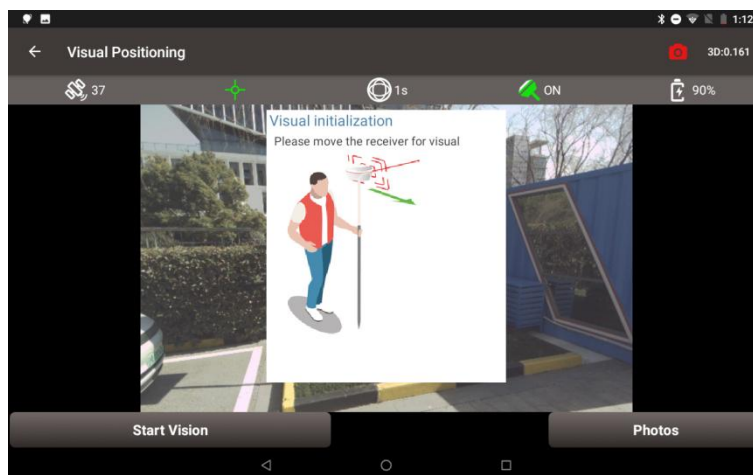 1:12
Visual Positioning
3D:0.161
37
1s
ON
90%
Visual initialization
Please move the receiver for visual
Start Vision
Photos